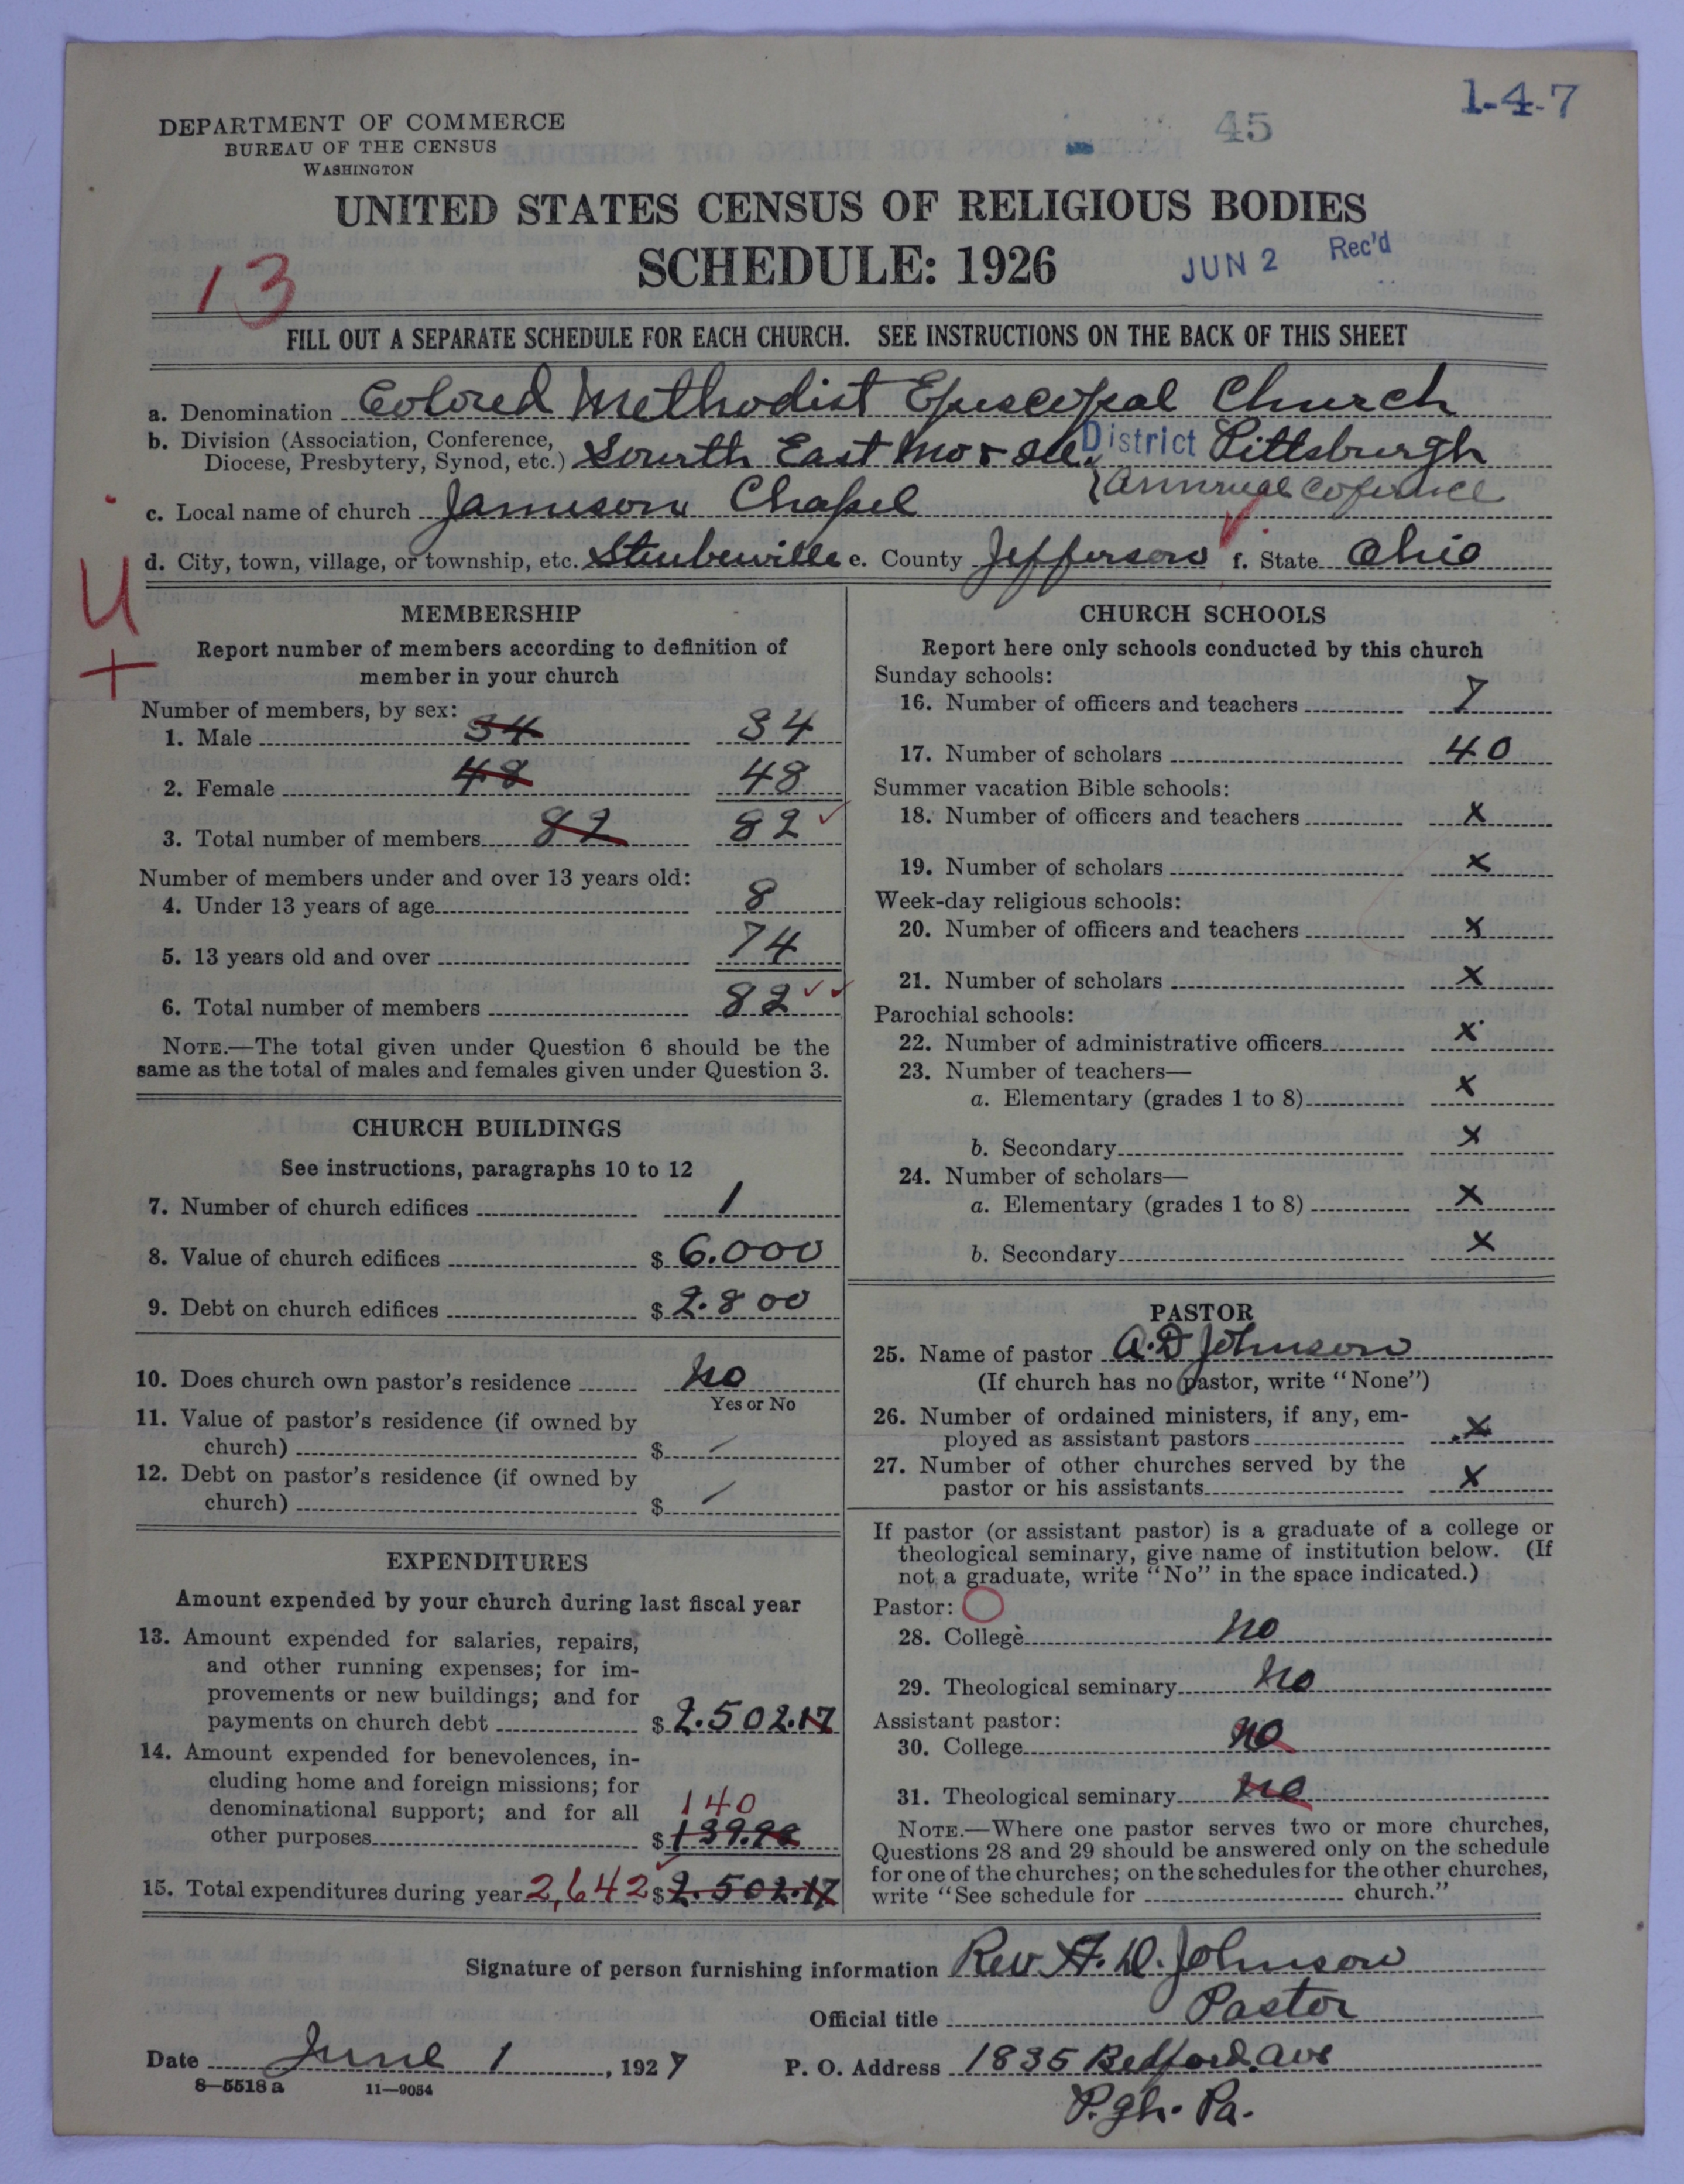 1-4-7
45
DEPARTMENT OF COMMERCE
BUREAU OF THE CENSUS
WASHINGTON
UNITED STATES CENSUS OF RELIGIOUS BODIES
SCHEDULE: 1926
JUN 2 Rec'd
13
FILL OUT A SEPARATE SCHEDULE FOR EACH CHURCH. SEE INSTRUCTIONS ON THE BACK OF THIS SHEET
a. Denomination Colored Methodist Episcopal Church
b. Division (Association, Conference,
Diocese, Presbytery, Synod, etc.) South East Mo & Ill. District Pittsburgh
Annual Coference
c. Local name of church Jamison Chapel
d. City, town, village, or township, etc. Steubenville e. County Jefferson f. State Ohio
U
+
MEMBERSHIP
Report number of members according to definition of
member in your church
Number of members, by sex:
1. Male 34 34
2. Female 48 48
3. Total number of members 82 82
Number of members under and over 13 years old:
4. Under 13 years of age 8
5. 13 years old and over 74
6. Total number of members 82
NOTE.—The total given under Question 6 should be the
same as the total of males and females given under Question 3.
CHURCH BUILDINGS
See instructions, paragraphs 10 to 12
7. Number of church edifices 1
8. Value of church edifices $ 6.000
9. Debt on church edifices $ 2.800
10. Does church own pastor's residence No
Yes or No
11. Value of pastor's residence (if owned by
church) $ /
12. Debt on pastor's residence (if owned by
church) $ /
EXPENDITURES
Amount expended by your church during last fiscal year
13. Amount expended for salaries, repairs,
and other running expenses; for im-
provements or new buildings; and for
payments on church debt $ 2.502.17
14. Amount expended for benevolences, in-
cluding home and foreign missions; for
denominational support; and for all 140
other purposes $ 139.98
15. Total expenditures during year 2,642 $ 2.502.17
CHURCH SCHOOLS
Report here only schools conducted by this church
Sunday schools:
16. Number of officers and teachers 7
17. Number of scholars 40
Summer vacation Bible schools:
18. Number of officers and teachers x
19. Number of scholars x
Week-day religious schools:
20. Number of officers and teachers x
21. Number of scholars x
Parochial schools:
22. Number of administrative officers x
23. Number of teachers—
a. Elementary (grades 1 to 8) x
b. Secondary x
24. Number of scholars—
a. Elementary (grades 1 to 8) x
b. Secondary x
PASTOR
25. Name of pastor A.D Johnson
(If church has no pastor, write "None")
26. Number of ordained ministers, if any, em-
ployed as assistant pastors x
27. Number of other churches served by the
pastor or his assistants x
If pastor (or assistant pastor) is a graduate of a college or
theological seminary, give name of institution below. (If
not a graduate, write "No" in the space indicated.)
Pastor:
28. College No
29. Theological seminary No
Assistant pastor:
30. College no
31. Theological seminary no
NOTE.—Where one pastor serves two or more churches,
Questions 28 and 29 should be answered only on the schedule
for one of the churches; on the schedules for the other churches,
write "See schedule for church."
Signature of person furnishing information Rev A. D. Johnson
Official title Pastor
Date June 1, 1927 P. O. Address 1835 Bedford. Ave
8—5518 a 11—9054
P.gh. Pa.